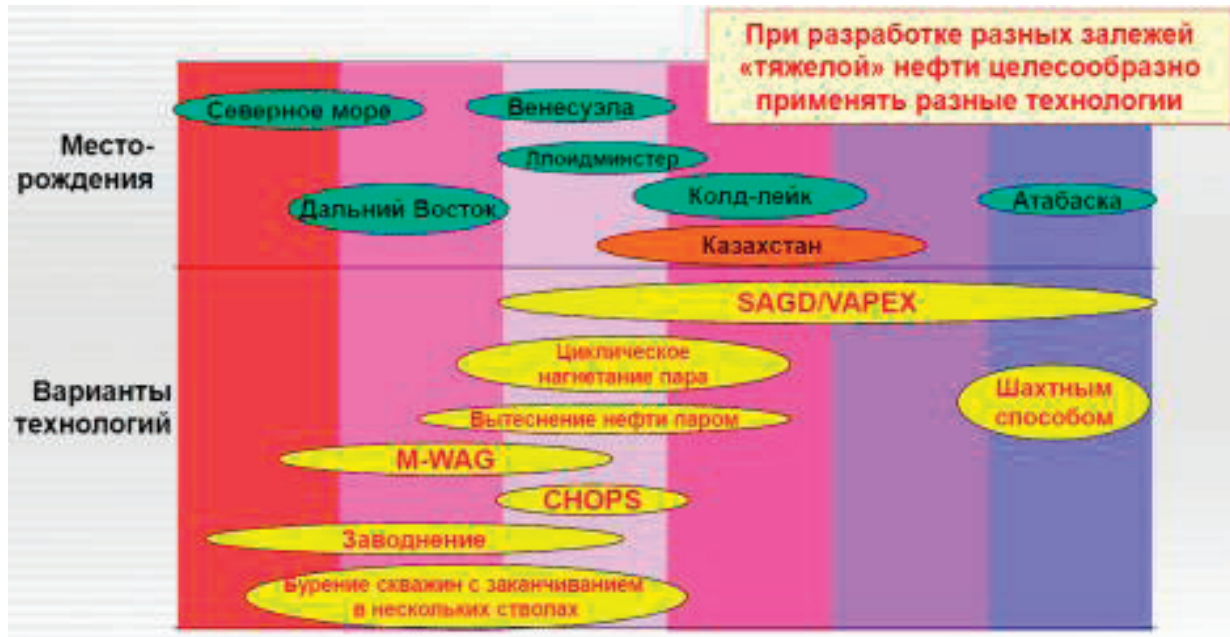 При разработке разных залежей
«тяжелой» нефти целесообразно
применять разные технологии
Место-
рождения
Северное море
Венесуэла
Ллоидминстер
Дальний Восток
Колд-лейк
Атабаска
Казахстан
Варианты
технологий
SAGD/VAPEX
Циклическое
нагнетание пара
Шахтным
способом
Вытеснение нефти паром
M-WAG
CHOPS
Заводнение
Бурение скважин с заканчиванием
в нескольких стволах